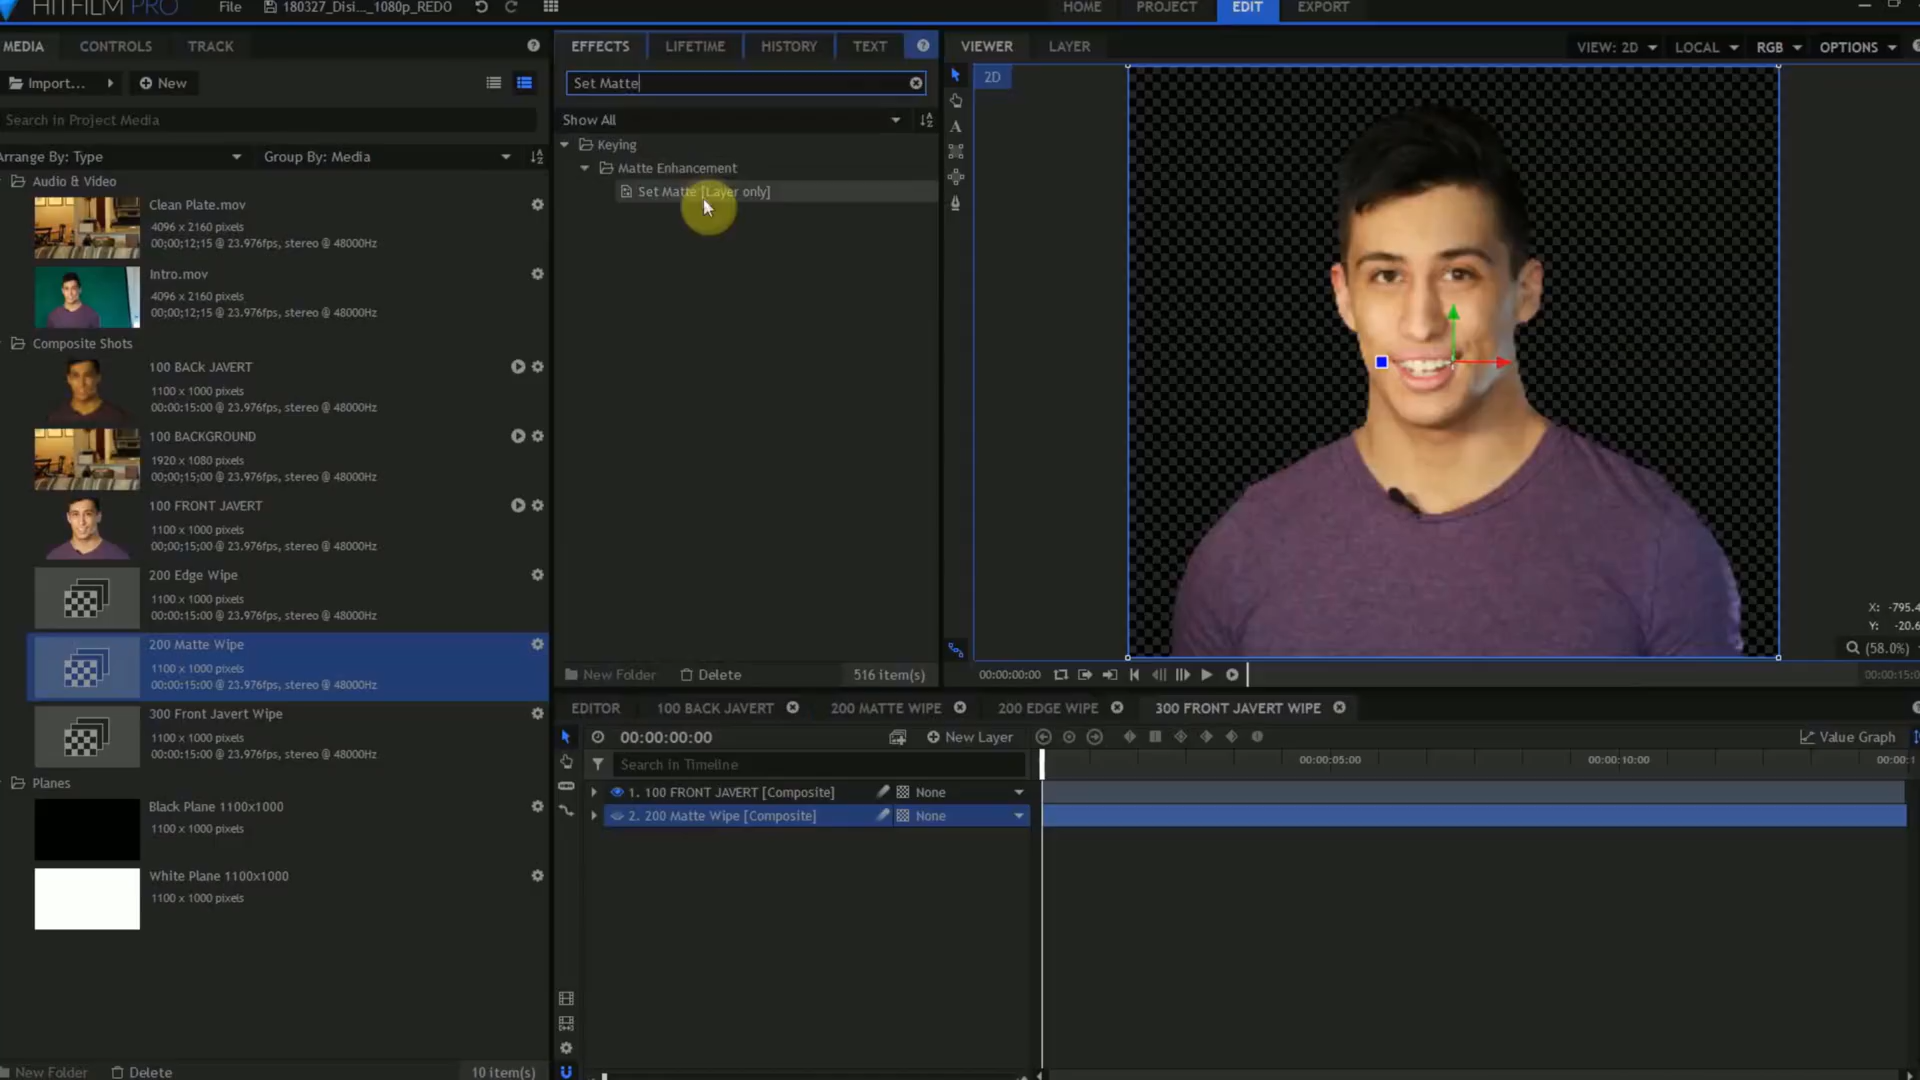 HITFILM PRO
File
180327_Disi..._1080p_REDO
HOME
PROJECT
EDIT
EXPORT
MEDIA
CONTROLS
TRACK
Import...
New
Search in Project Media
Arrange By: Type
Group By: Media
Audio & Video
Clean Plate.mov
4096 x 2160 pixels
00;00;12;15 @ 23.976fps, stereo @ 48000Hz
Intro.mov
4096 x 2160 pixels
00;00;12;15 @ 23.976fps, stereo @ 48000Hz
Composite Shots
100 BACk JAVERT
1100 x 1000 pixels
00:00:15:00 @ 23.976fps, stereo @ 48000Hz
100 BACKGROUND
1920 x 1080 pixels
00;00;15;00 @ 23.976fps, stereo @ 48000Hz
100 FRONT JAVERT
1100 x 1000 pixels
00;00;15;00 @ 23.976fps, stereo @ 48000Hz
200 Edge Wipe
1100 x 1000 pixels
00:00:15:00 @ 23.976fps, stereo @ 48000Hz
200 Matte Wipe
1100 x 1000 pixels
00:00:15:00 @ 23.976fps, stereo @ 48000Hz
300 Front Javert Wipe
1100 x 1000 pixels
00:00:15:00 @ 23.976fps, stereo @ 48000Hz
Planes
Black Plane 1100x1000
1100 x 1000 pixels
White Plane 1100x1000
1100 x 1000 pixels
New Folder
Delete
10 item(s)
EFFECTS
LIFETIME
HISTORY
TEXT
Set Matte
Show All
Keying
Matte Enhancement
Set Matte [Layer only]
New Folder
Delete
516 item(s)
VIEWER
LAYER
VIEW: 2D
LOCAL
RGB
OPTIONS
2D
X: -795.4
Y: -20.6
(58.0%)
00:00:00:00
00:00:15:0
EDITOR
100 BACK JAVERT
200 MATTE WIPE
200 EDGE WIPE
300 FRONT JAVERT WIPE
00:00:00:00
New Layer
Value Graph
Search in Timeline
00:00:05:00
00:00:10:00
00:00:1
1. 100 FRONT JAVERT [Composite]
None
2. 200 Matte Wipe [Composite]
None